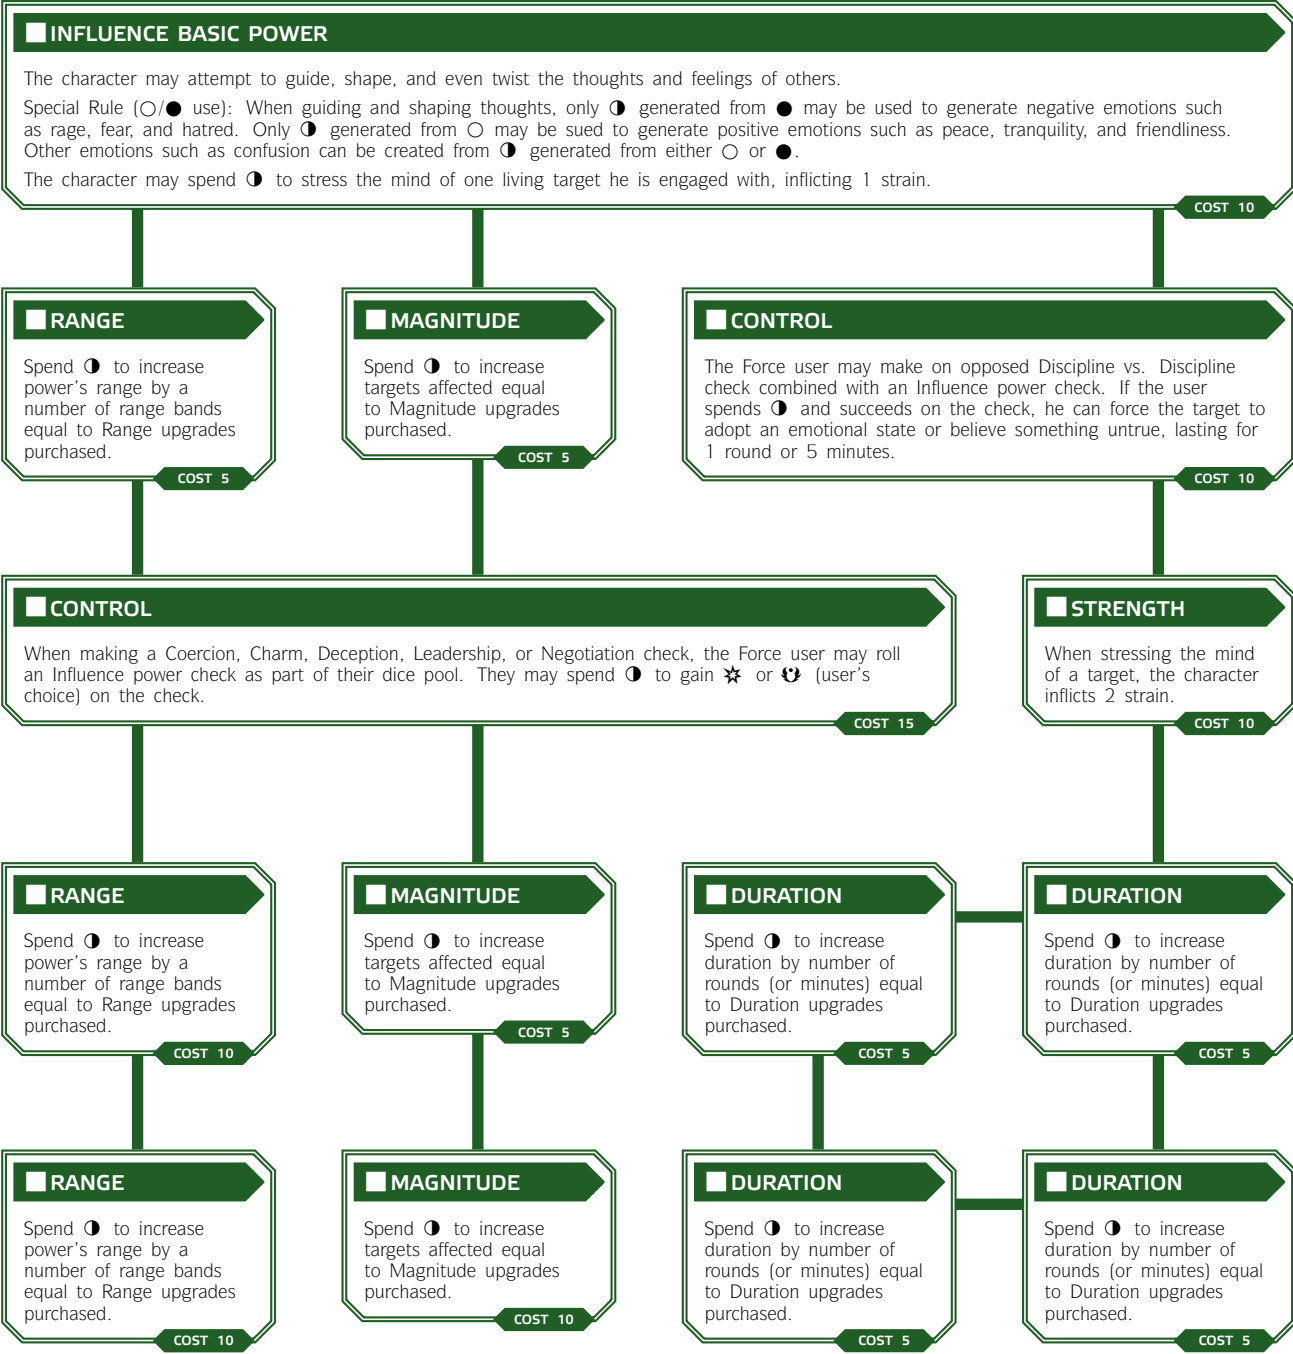 INFLUENCE BASIC POWER
The character may attempt to guide, shape, and even twist the thoughts and feelings of others.
Special Rule (○/● use): When guiding and shaping thoughts, only ◑ generated from ● may be used to generate negative emotions such
as rage, fear, and hatred. Only ◑ generated from ○ may be sued to generate positive emotions such as peace, tranquility, and friendliness.
Other emotions such as confusion can be created from ◑ generated from either ○ or ●.
The character may spend ◑ to stress the mind of one living target he is engaged with, inflicting 1 strain.
COST 10
RANGE
Spend ◑ to increase
power's range by a
number of range bands
equal to Range upgrades
purchased.
COST 5
MAGNITUDE
Spend ◑ to increase
targets affected equal
to Magnitude upgrades
purchased.
COST 5
CONTROL
The Force user may make on opposed Discipline vs. Discipline
check combined with an Influence power check. If the user
spends ◑ and succeeds on the check, he can force the target to
adopt an emotional state or believe something untrue, lasting for
1 round or 5 minutes.
COST 10
CONTROL
When making a Coercion, Charm, Deception, Leadership, or Negotiation check, the Force user may roll
an Influence power check as part of their dice pool. They may spend ◑ to gain or (user's
choice) on the check.
COST 15
STRENGTH
When stressing the mind
of a target, the character
inflicts 2 strain.
COST 10
RANGE
Spend ◑ to increase
power's range by a
number of range bands
equal to Range upgrades
purchased.
COST 10
MAGNITUDE
Spend ◑ to increase
targets affected equal
to Magnitude upgrades
purchased.
COST 5
DURATION
Spend ◑ to increase
duration by number of
rounds (or minutes) equal
to Duration upgrades
purchased.
COST 5
DURATION
Spend ◑ to increase
duration by number of
rounds (or minutes) equal
to Duration upgrades
purchased.
COST 5
RANGE
Spend ◑ to increase
power's range by a
number of range bands
equal to Range upgrades
purchased.
COST 10
MAGNITUDE
Spend ◑ to increase
targets affected equal
to Magnitude upgrades
purchased.
COST 10
DURATION
Spend ◑ to increase
duration by number of
rounds (or minutes) equal
to Duration upgrades
purchased.
COST 5
DURATION
Spend ◑ to increase
duration by number of
rounds (or minutes) equal
to Duration upgrades
purchased.
COST 5